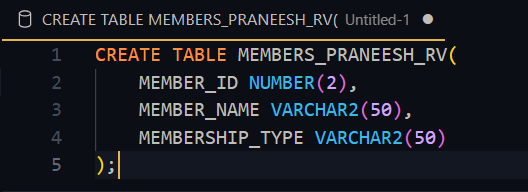 CREATE TABLE MEMBERS_PRANEESH_RV( Untitled-1
1 CREATE TABLE MEMBERS_PRANEESH_RV(
2 MEMBER_ID NUMBER(2),
3 MEMBER_NAME VARCHAR2(50),
4 MEMBERSHIP_TYPE VARCHAR2(50)
5 );